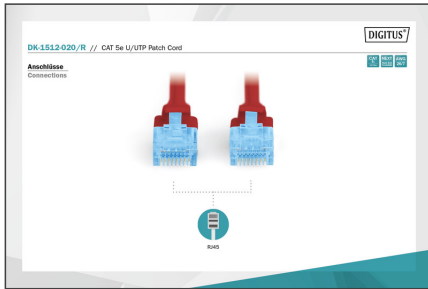 DIGITUS®
DK-1512-020/R // CAT 5e U/UTP Patch Cord
Anschlüsse
Connections
RJ45